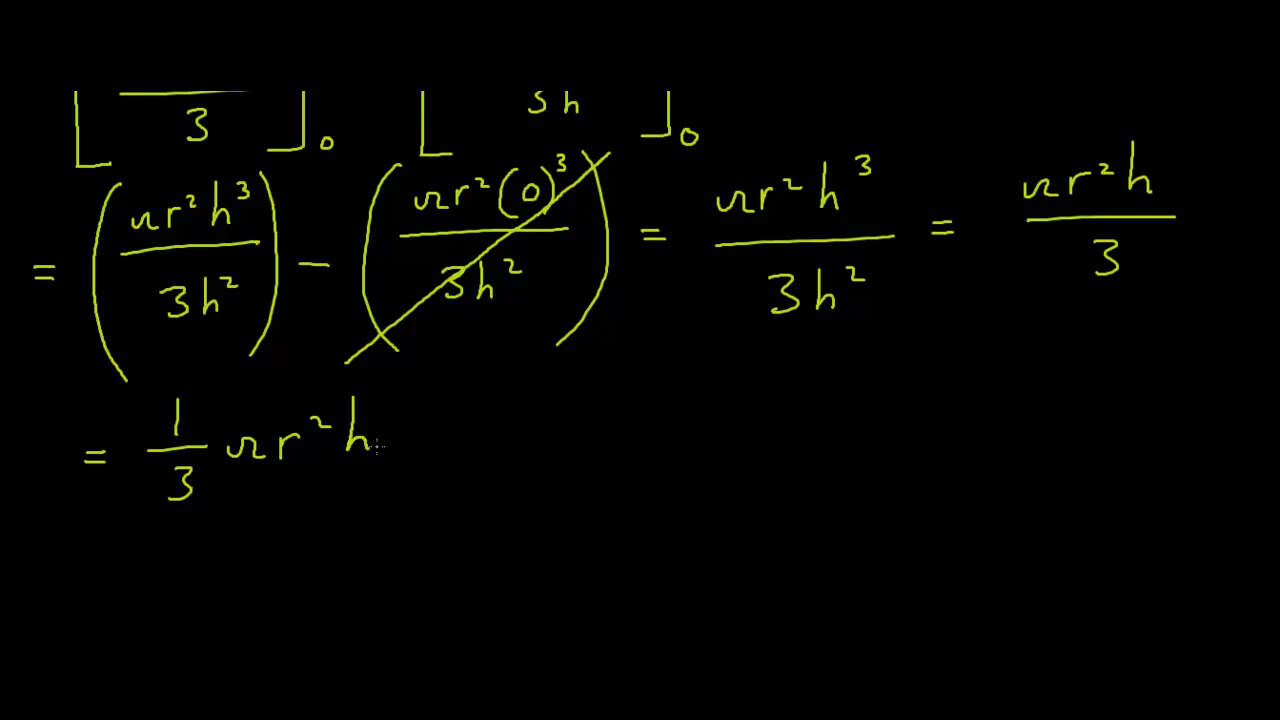 [ 3 ]₀ [ 3h ]₀
= (πr²h³ / 3h²) − (πr²(0)³ / 3h²) = πr²h³ / 3h² = πr²h / 3
= 1/3 πr²h